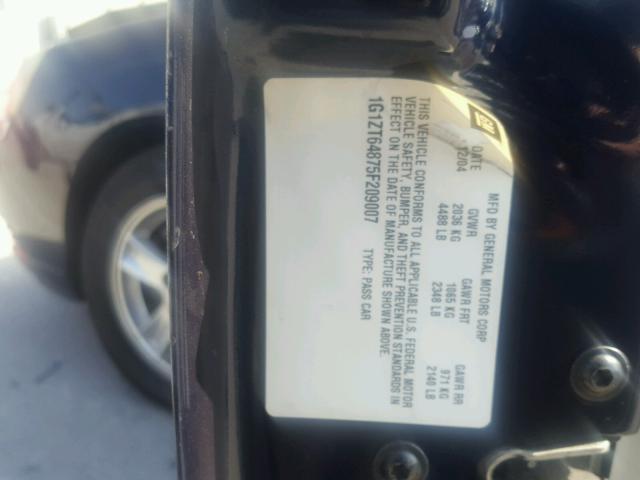 GM
MFD BY GENERAL MOTORS CORP
DATE GVWR GAWR FRT GAWR RR
12/04 2036 KG 1065 KG 971 KG
4488 LB 2348 LB 2140 LB
THIS VEHICLE CONFORMS TO ALL APPLICABLE U.S. FEDERAL MOTOR
VEHICLE SAFETY, BUMPER, AND THEFT PREVENTION STANDARDS IN
EFFECT ON THE DATE OF MANUFACTURE SHOWN ABOVE.
1G1ZT64875F209007 TYPE: PASS CAR